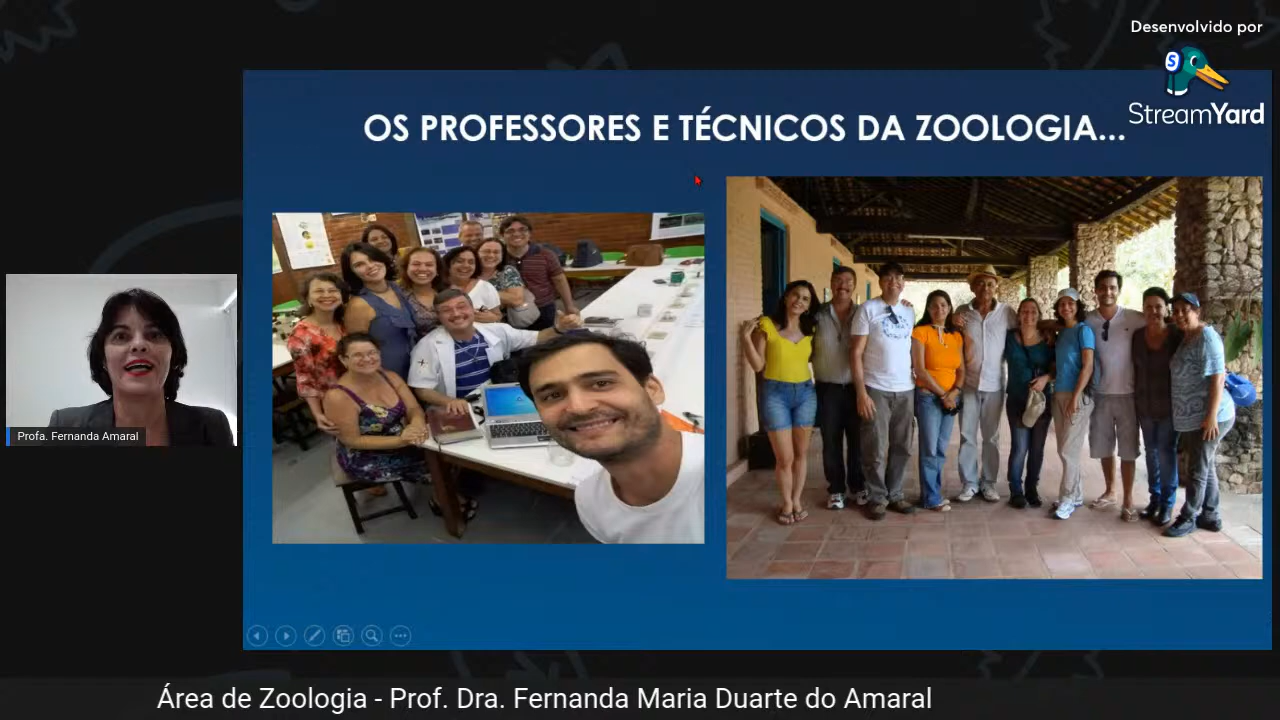 Desenvolvido por
S
StreamYard
OS PROFESSORES E TÉCNICOS DA ZOOLOGIA...
Profa. Fernanda Amaral
Área de Zoologia - Prof. Dra. Fernanda Maria Duarte do Amaral